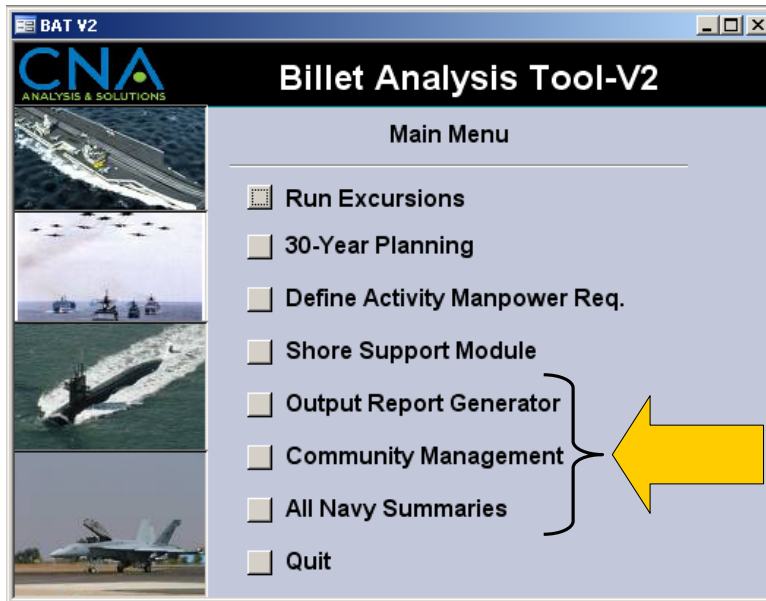 BAT V2
CNA
ANALYSIS & SOLUTIONS
Billet Analysis Tool-V2
Main Menu
Run Excursions
30-Year Planning
Define Activity Manpower Req.
Shore Support Module
Output Report Generator
Community Management
All Navy Summaries
Quit